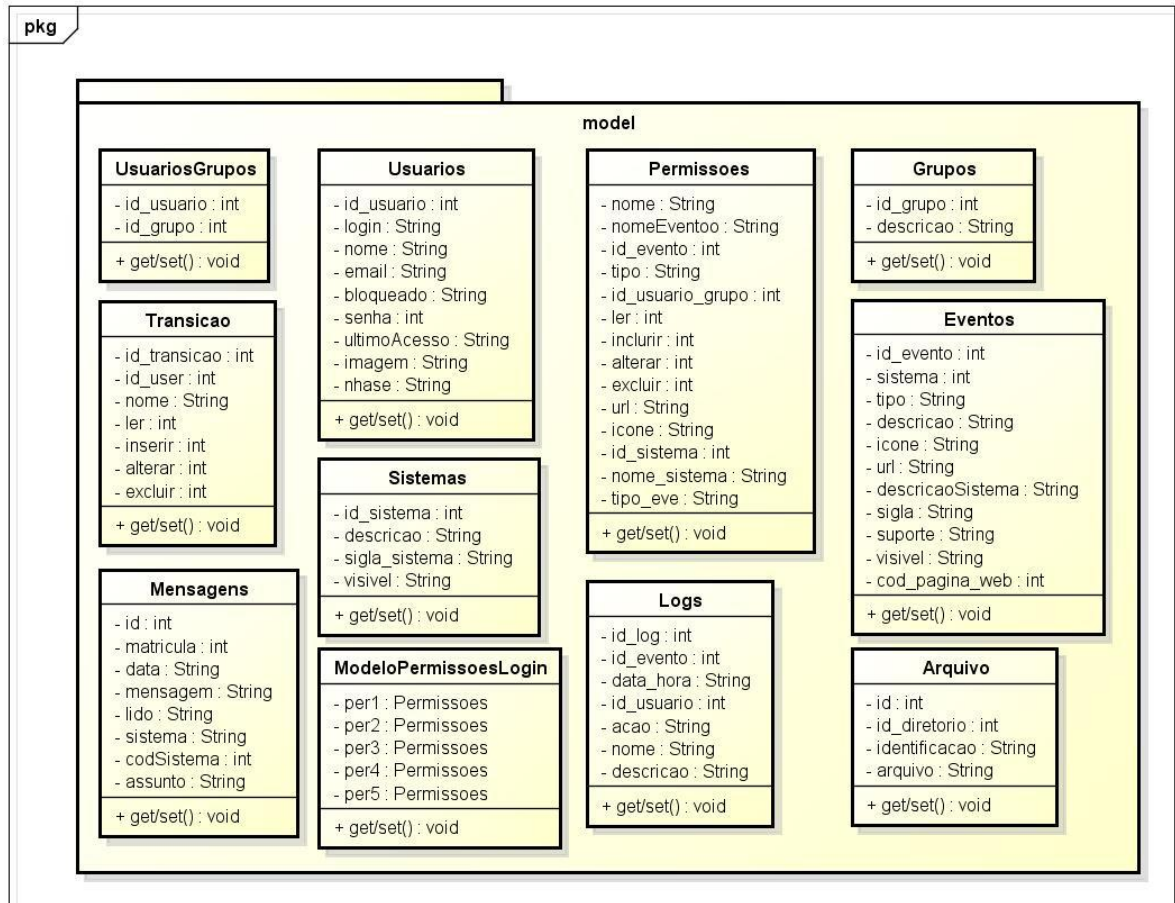 pkg
model
UsuariosGrupos
- id_usuario : int
- id_grupo : int
+ get/set() : void
Usuarios
- id_usuario : int
- login : String
- nome : String
- email : String
- bloqueado : String
- senha : int
- ultimoAcesso : String
- imagem : String
- nhase : String
+ get/set() : void
Permissoes
- nome : String
- nomeEventoo : String
- id_evento : int
- tipo : String
- id_usuario_grupo : int
- ler : int
- inclurir : int
- alterar : int
- excluir : int
- url : String
- icone : String
- id_sistema : int
- nome_sistema : String
- tipo_eve : String
+ get/set() : void
Grupos
- id_grupo : int
- descricao : String
+ get/set() : void
Transicao
- id_transicao : int
- id_user : int
- nome : String
- ler : int
- inserir : int
- alterar : int
- excluir : int
+ get/set() : void
Eventos
- id_evento : int
- sistema : int
- tipo : String
- descricao : String
- icone : String
- url : String
- descricaoSistema : String
- sigla : String
- suporte : String
- visivel : String
- cod_pagina_web : int
+ get/set() : void
Sistemas
- id_sistema : int
- descricao : String
- sigla_sistema : String
- visivel : String
+ get/set() : void
Mensagens
- id : int
- matricula : int
- data : String
- mensagem : String
- lido : String
- sistema : String
- codSistema : int
- assunto : String
+ get/set() : void
ModeloPermissoesLogin
- per1 : Permissoes
- per2 : Permissoes
- per3 : Permissoes
- per4 : Permissoes
- per5 : Permissoes
+ get/set() : void
Logs
- id_log : int
- id_evento : int
- data_hora : String
- id_usuario : int
- acao : String
- nome : String
- descricao : String
+ get/set() : void
Arquivo
- id : int
- id_diretorio : int
- identificacao : String
- arquivo : String
+ get/set() : void